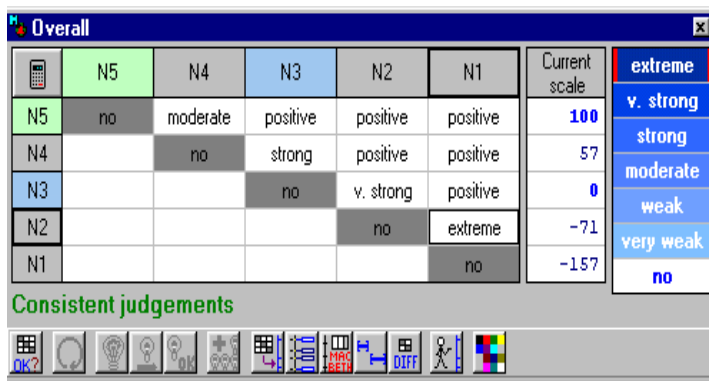 Overall
N5 N4 N3 N2 N1 Current scale extreme
N5 no moderate positive positive positive 100 v. strong
N4 no strong positive positive 57 strong
N3 no v. strong positive 0 moderate
N2 no extreme -71 weak
N1 no -157 very weak
no
Consistent judgements
OK? OK MAC BETH DIFF